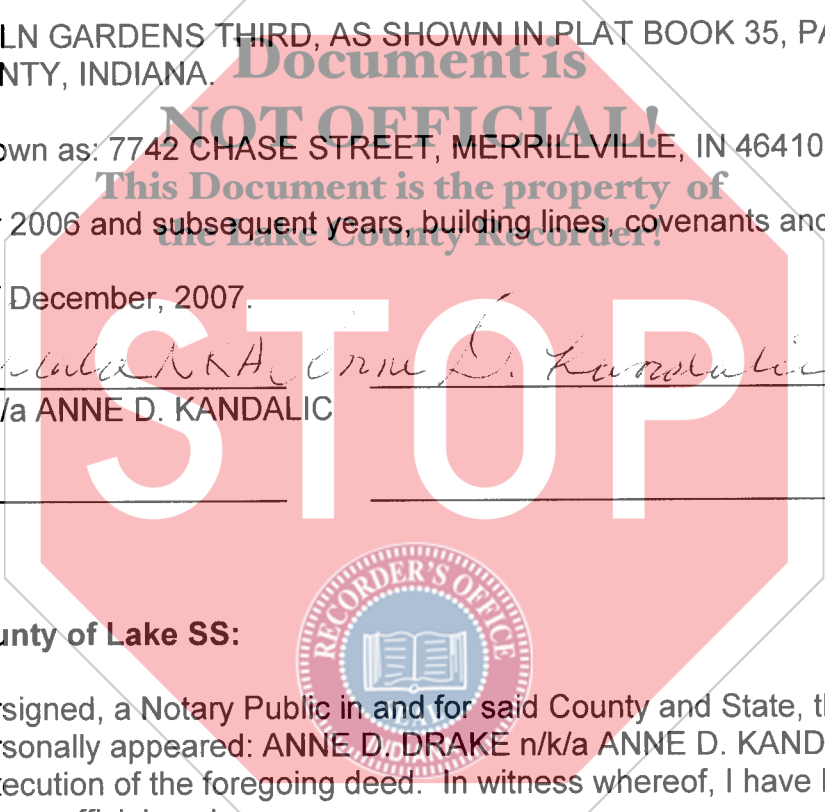 LN GARDENS THIRD, AS SHOWN IN PLAT BOOK 35, PA
NTY, INDIANA.
Document is
NOT OFFICIAL!
own as: 7742 CHASE STREET, MERRILLVILLE, IN 46410
This Document is the property of
2006 and subsequent years, building lines, covenants and
the Lake County Recorder!
December, 2007.
STOP
N K A Anne D. Kandalic
/a ANNE D. KANDALIC
RECORDER'S OFFICE
unty of Lake SS:
rsigned, a Notary Public in and for said County and State, th
rsonally appeared: ANNE D. DRAKE n/k/a ANNE D. KAND
ecution of the foregoing deed. In witness whereof, I have